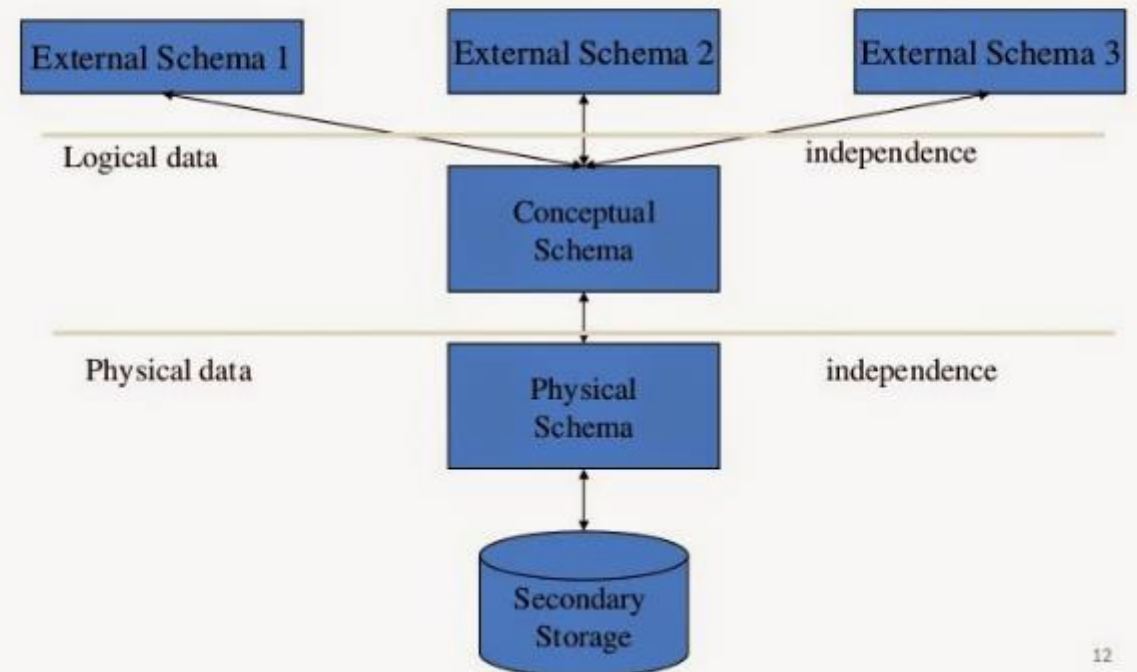 External Schema 1
External Schema 2
External Schema 3
Logical data
independence
Conceptual
Schema
Physical data
independence
Physical
Schema
Secondary
Storage
12